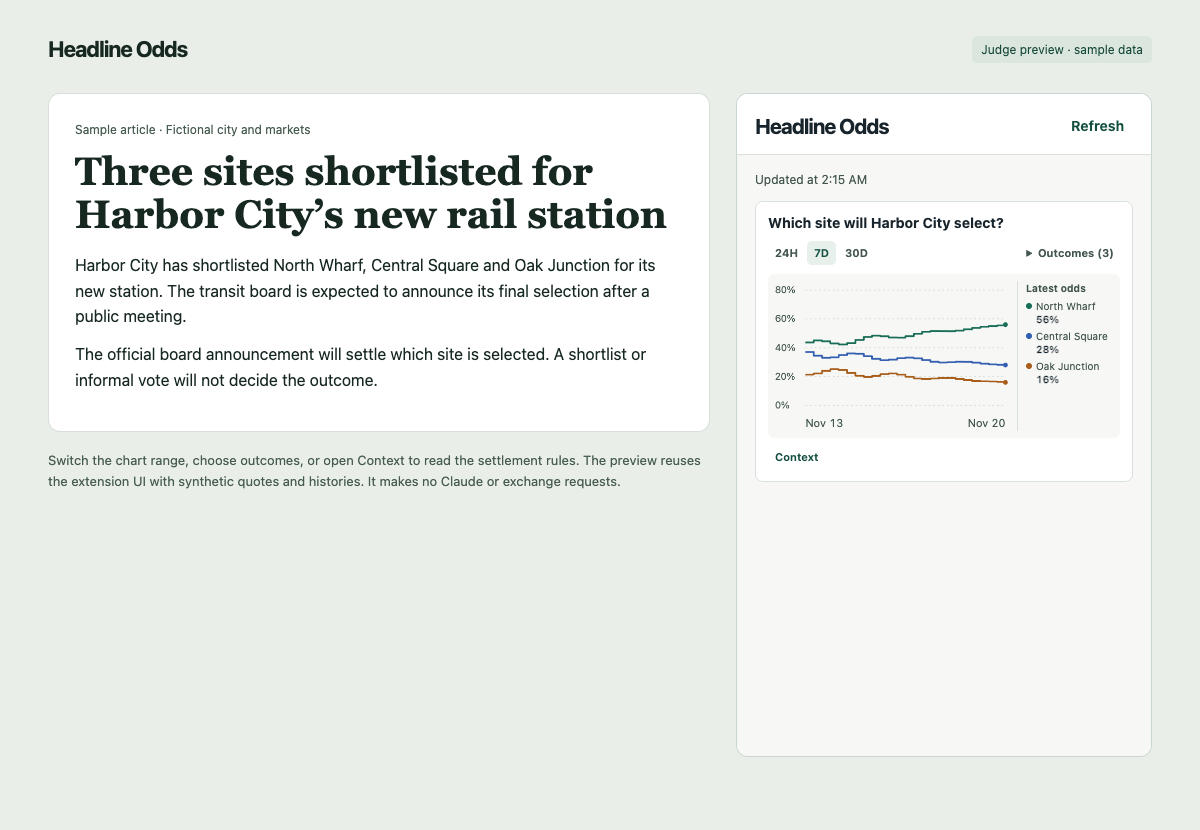 Headline Odds
Judge preview · sample data
Sample article · Fictional city and markets
Three sites shortlisted for
Harbor City’s new rail station
Harbor City has shortlisted North Wharf, Central Square and Oak Junction for its
new station. The transit board is expected to announce its final selection after a
public meeting.
The official board announcement will settle which site is selected. A shortlist or
informal vote will not decide the outcome.
Switch the chart range, choose outcomes, or open Context to read the settlement rules. The preview reuses
the extension UI with synthetic quotes and histories. It makes no Claude or exchange requests.
Headline Odds
Refresh
Updated at 2:15 AM
Which site will Harbor City select?
24H 7D 30D
Outcomes (3)
80%
60%
40%
20%
0%
Nov 13
Nov 20
Latest odds
North Wharf
56%
Central Square
28%
Oak Junction
16%
Context